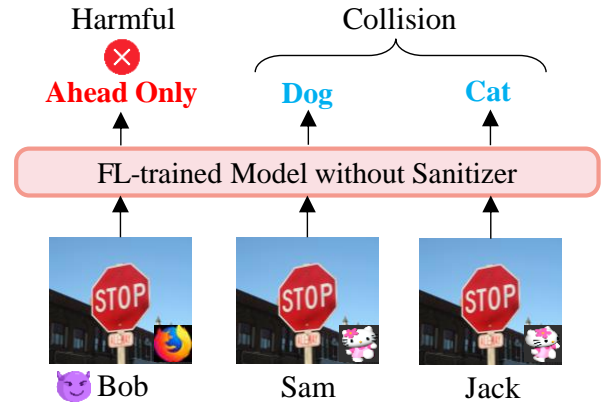 Harmful
Collision
Ahead Only
Dog
Cat
FL-trained Model without Sanitizer
STOP
STOP
STOP
Bob
Sam
Jack